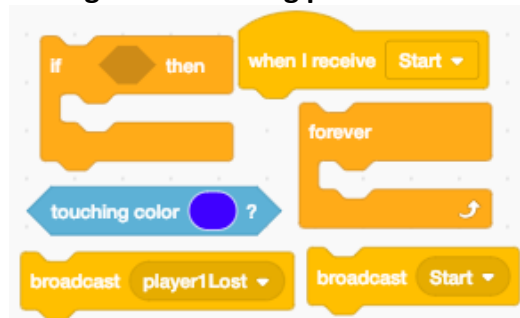 if then
when I receive Start
forever
touching color ?
broadcast player1Lost
broadcast Start